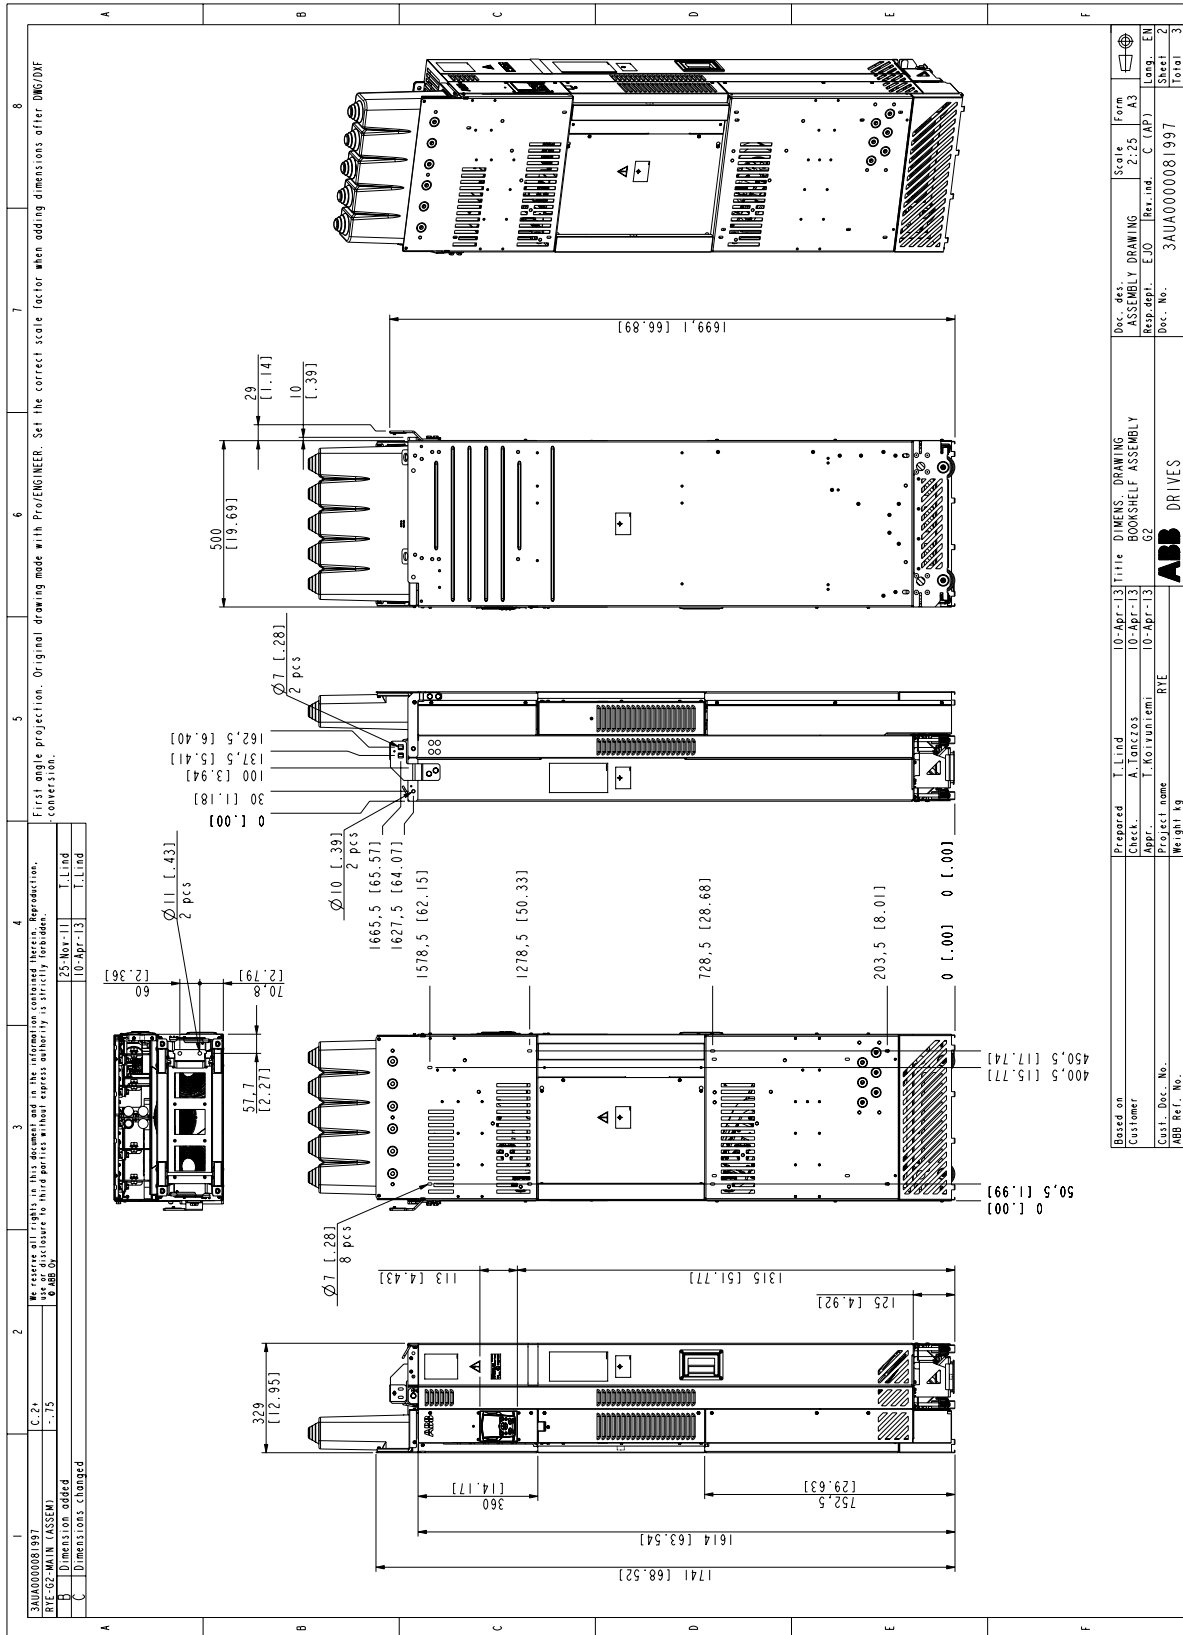 3AUA0000081997
C.2+
RYE-G2-MAIN (ASSEM)
-.75
B Dimension added 25-Nov-11 T.Lind
C Dimensions changed 10-Apr-13 T.Lind
We reserve all rights in this document and in the information contained therein. Reproduction,
use or disclosure to third parties without express authority is strictly forbidden.
© ABB Oy
First angle projection. Original drawing made with Pro/ENGINEER. Set the correct scale factor when adding dimensions after DWG/DXF
-conversion.
1 2 3 4 5 6 7 8
A B C D E F
A B C D E F
329
[12.95]
1741 [68.52]
1614 [63.54]
360
[14.17]
752,5
[29.63]
113 [4.43]
1315 [51.77]
125 [4.92]
ABB
Ø7 [.28]
8 pcs
57,7
[2.27]
60
[2.36]
70,8
[2.79]
Ø11 [.43]
2 pcs
0 [.00]
50,5 [1.99]
400,5 [15.77]
450,5 [17.74]
1578,5 [62.15]
1278,5 [50.33]
728,5 [28.68]
203,5 [8.01]
0 [.00]
0 [.00]
1665,5 [65.57]
1627,5 [64.07]
Ø10 [.39]
2 pcs
0 [.00]
30 [1.18]
100 [3.94]
137,5 [5.41]
162,5 [6.40]
Ø7 [.28]
2 pcs
500
[19.69]
29
[1.14]
10
[.39]
1699,1 [66.89]
Based on
Customer
Cust. Doc. No.
ABB Ref. No.
Prepared T.Lind 10-Apr-13
Check. A.Tanczos 10-Apr-13
Appr. T.Koivuniemi 10-Apr-13
Project name RYE
Weight kg
Title DIMENS. DRAWING
BOOKSHELF ASSEMBLY
G2
ABB DRIVES
Doc. des.
ASSEMBLY DRAWING
Scale 2:25
Form A3
Resp.dept. EJO
Rev.ind. C (AP)
Lang. EN
Doc. No.
3AUA0000081997
Sheet 2
Total 3